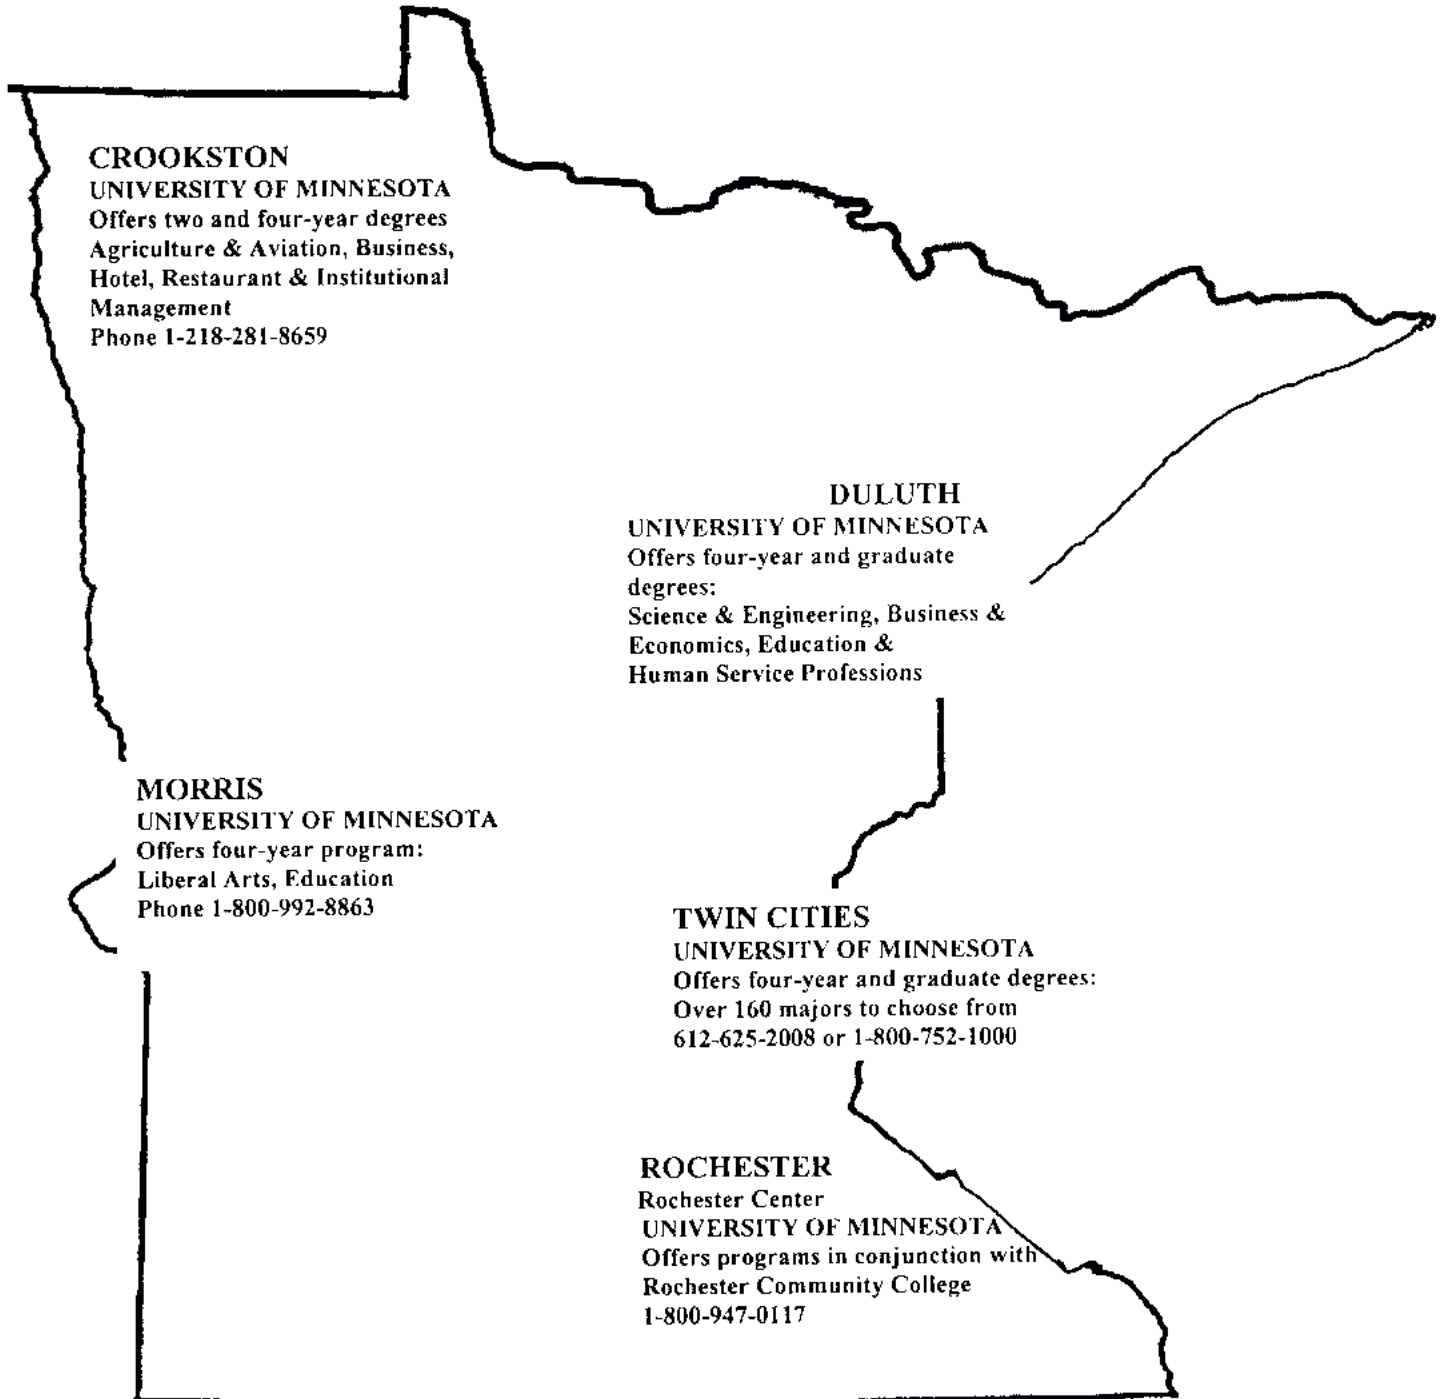 CROOKSTON
UNIVERSITY OF MINNESOTA
Offers two and four-year degrees
Agriculture & Aviation, Business,
Hotel, Restaurant & Institutional
Management
Phone 1-218-281-8659
DULUTH
UNIVERSITY OF MINNESOTA
Offers four-year and graduate
degrees:
Science & Engineering, Business &
Economics, Education &
Human Service Professions
MORRIS
UNIVERSITY OF MINNESOTA
Offers four-year program:
Liberal Arts, Education
Phone 1-800-992-8863
TWIN CITIES
UNIVERSITY OF MINNESOTA
Offers four-year and graduate degrees:
Over 160 majors to choose from
612-625-2008 or 1-800-752-1000
ROCHESTER
Rochester Center
UNIVERSITY OF MINNESOTA
Offers programs in conjunction with
Rochester Community College
1-800-947-0117